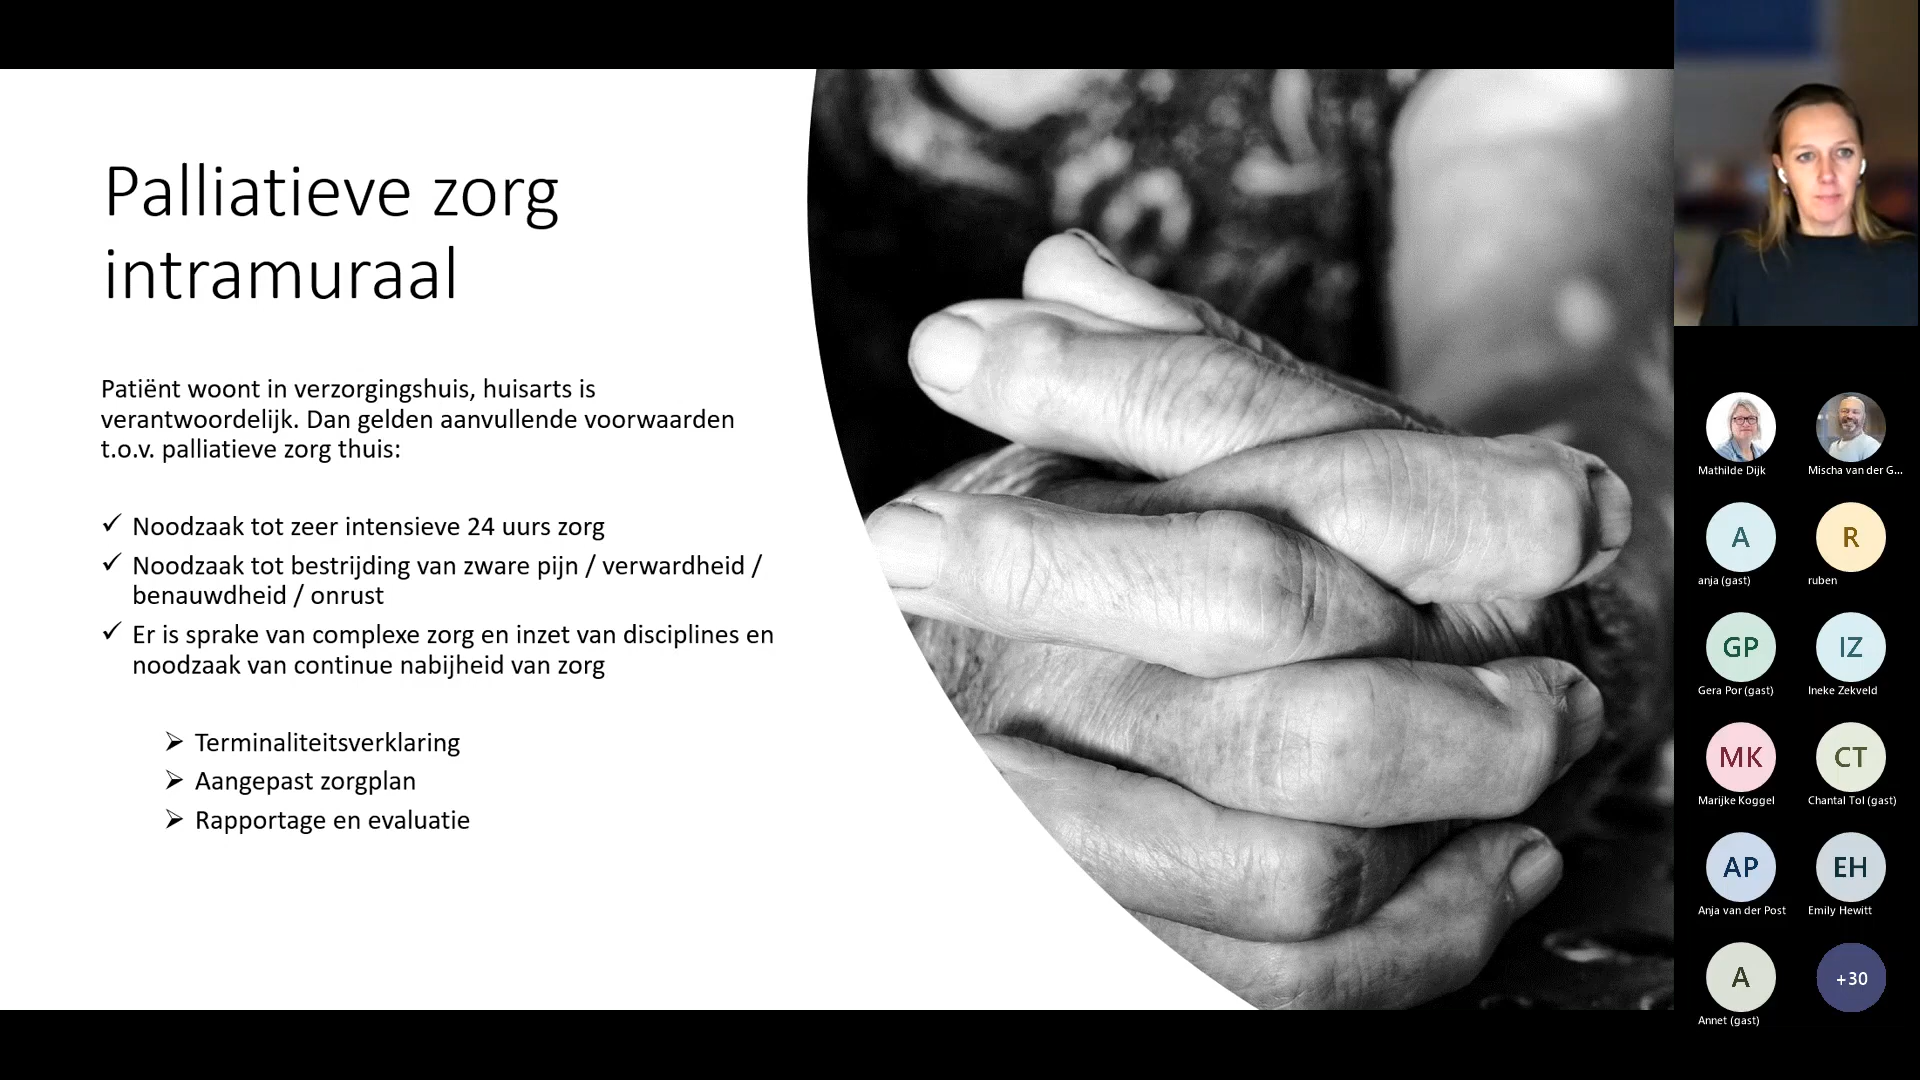 Palliatieve zorg
intramuraal
Patiënt woont in verzorgingshuis, huisarts is
verantwoordelijk. Dan gelden aanvullende voorwaarden
t.o.v. palliatieve zorg thuis:
✓ Noodzaak tot zeer intensieve 24 uurs zorg
✓ Noodzaak tot bestrijding van zware pijn / verwardheid /
benauwdheid / onrust
✓ Er is sprake van complexe zorg en inzet van disciplines en
noodzaak van continue nabijheid van zorg
➢ Terminaliteitsverklaring
➢ Aangepast zorgplan
➢ Rapportage en evaluatie
Mathilde Dijk
Mischa van der G...
A
anja (gast)
R
ruben
GP
Gera Por (gast)
IZ
Ineke Zekveld
MK
Marijke Koggel
CT
Chantal Tol (gast)
AP
Anja van der Post
EH
Emily Hewitt
A
Annet (gast)
+30